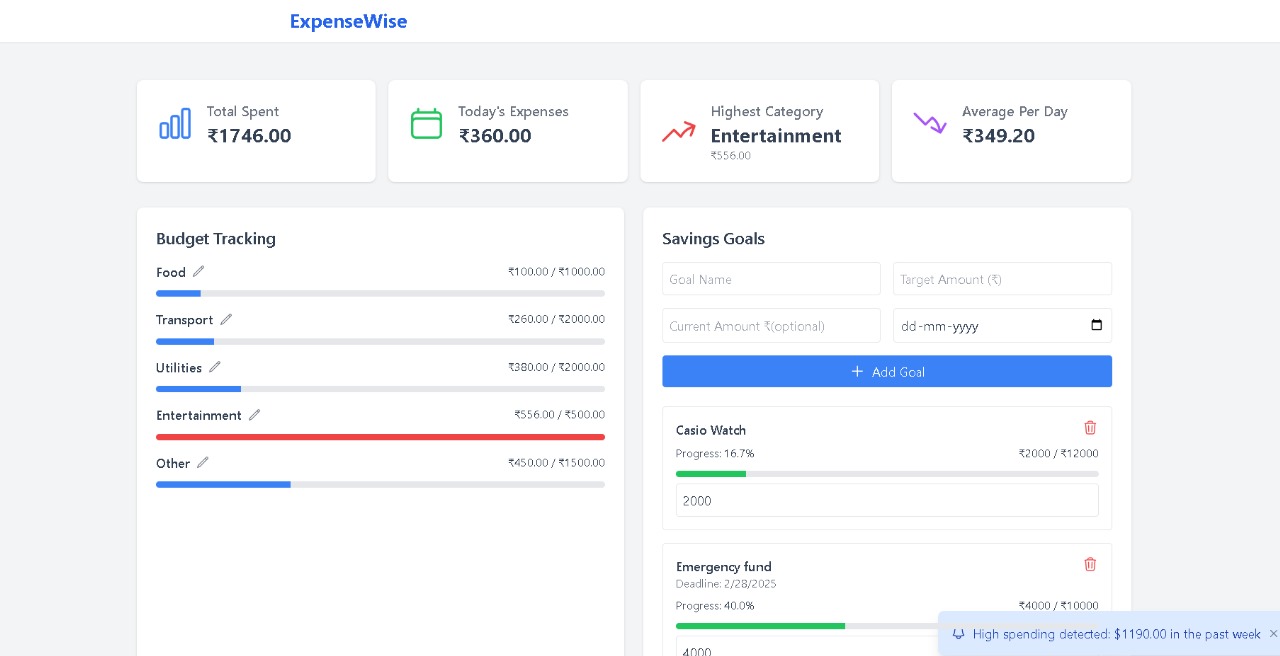 ExpenseWise
Total Spent
₹1746.00
Today's Expenses
₹360.00
Highest Category
Entertainment
₹556.00
Average Per Day
₹349.20
Budget Tracking
Food ₹100.00 / ₹1000.00
Transport ₹260.00 / ₹2000.00
Utilities ₹380.00 / ₹2000.00
Entertainment ₹556.00 / ₹500.00
Other ₹450.00 / ₹1500.00
Savings Goals
Goal Name
Target Amount (₹)
Current Amount ₹(optional)
dd-mm-yyyy
+ Add Goal
Casio Watch
Progress: 16.7% ₹2000 / ₹12000
2000
Emergency fund
Deadline: 2/28/2025
Progress: 40.0% ₹4000 / ₹10000
4000
High spending detected: $1190.00 in the past week ×